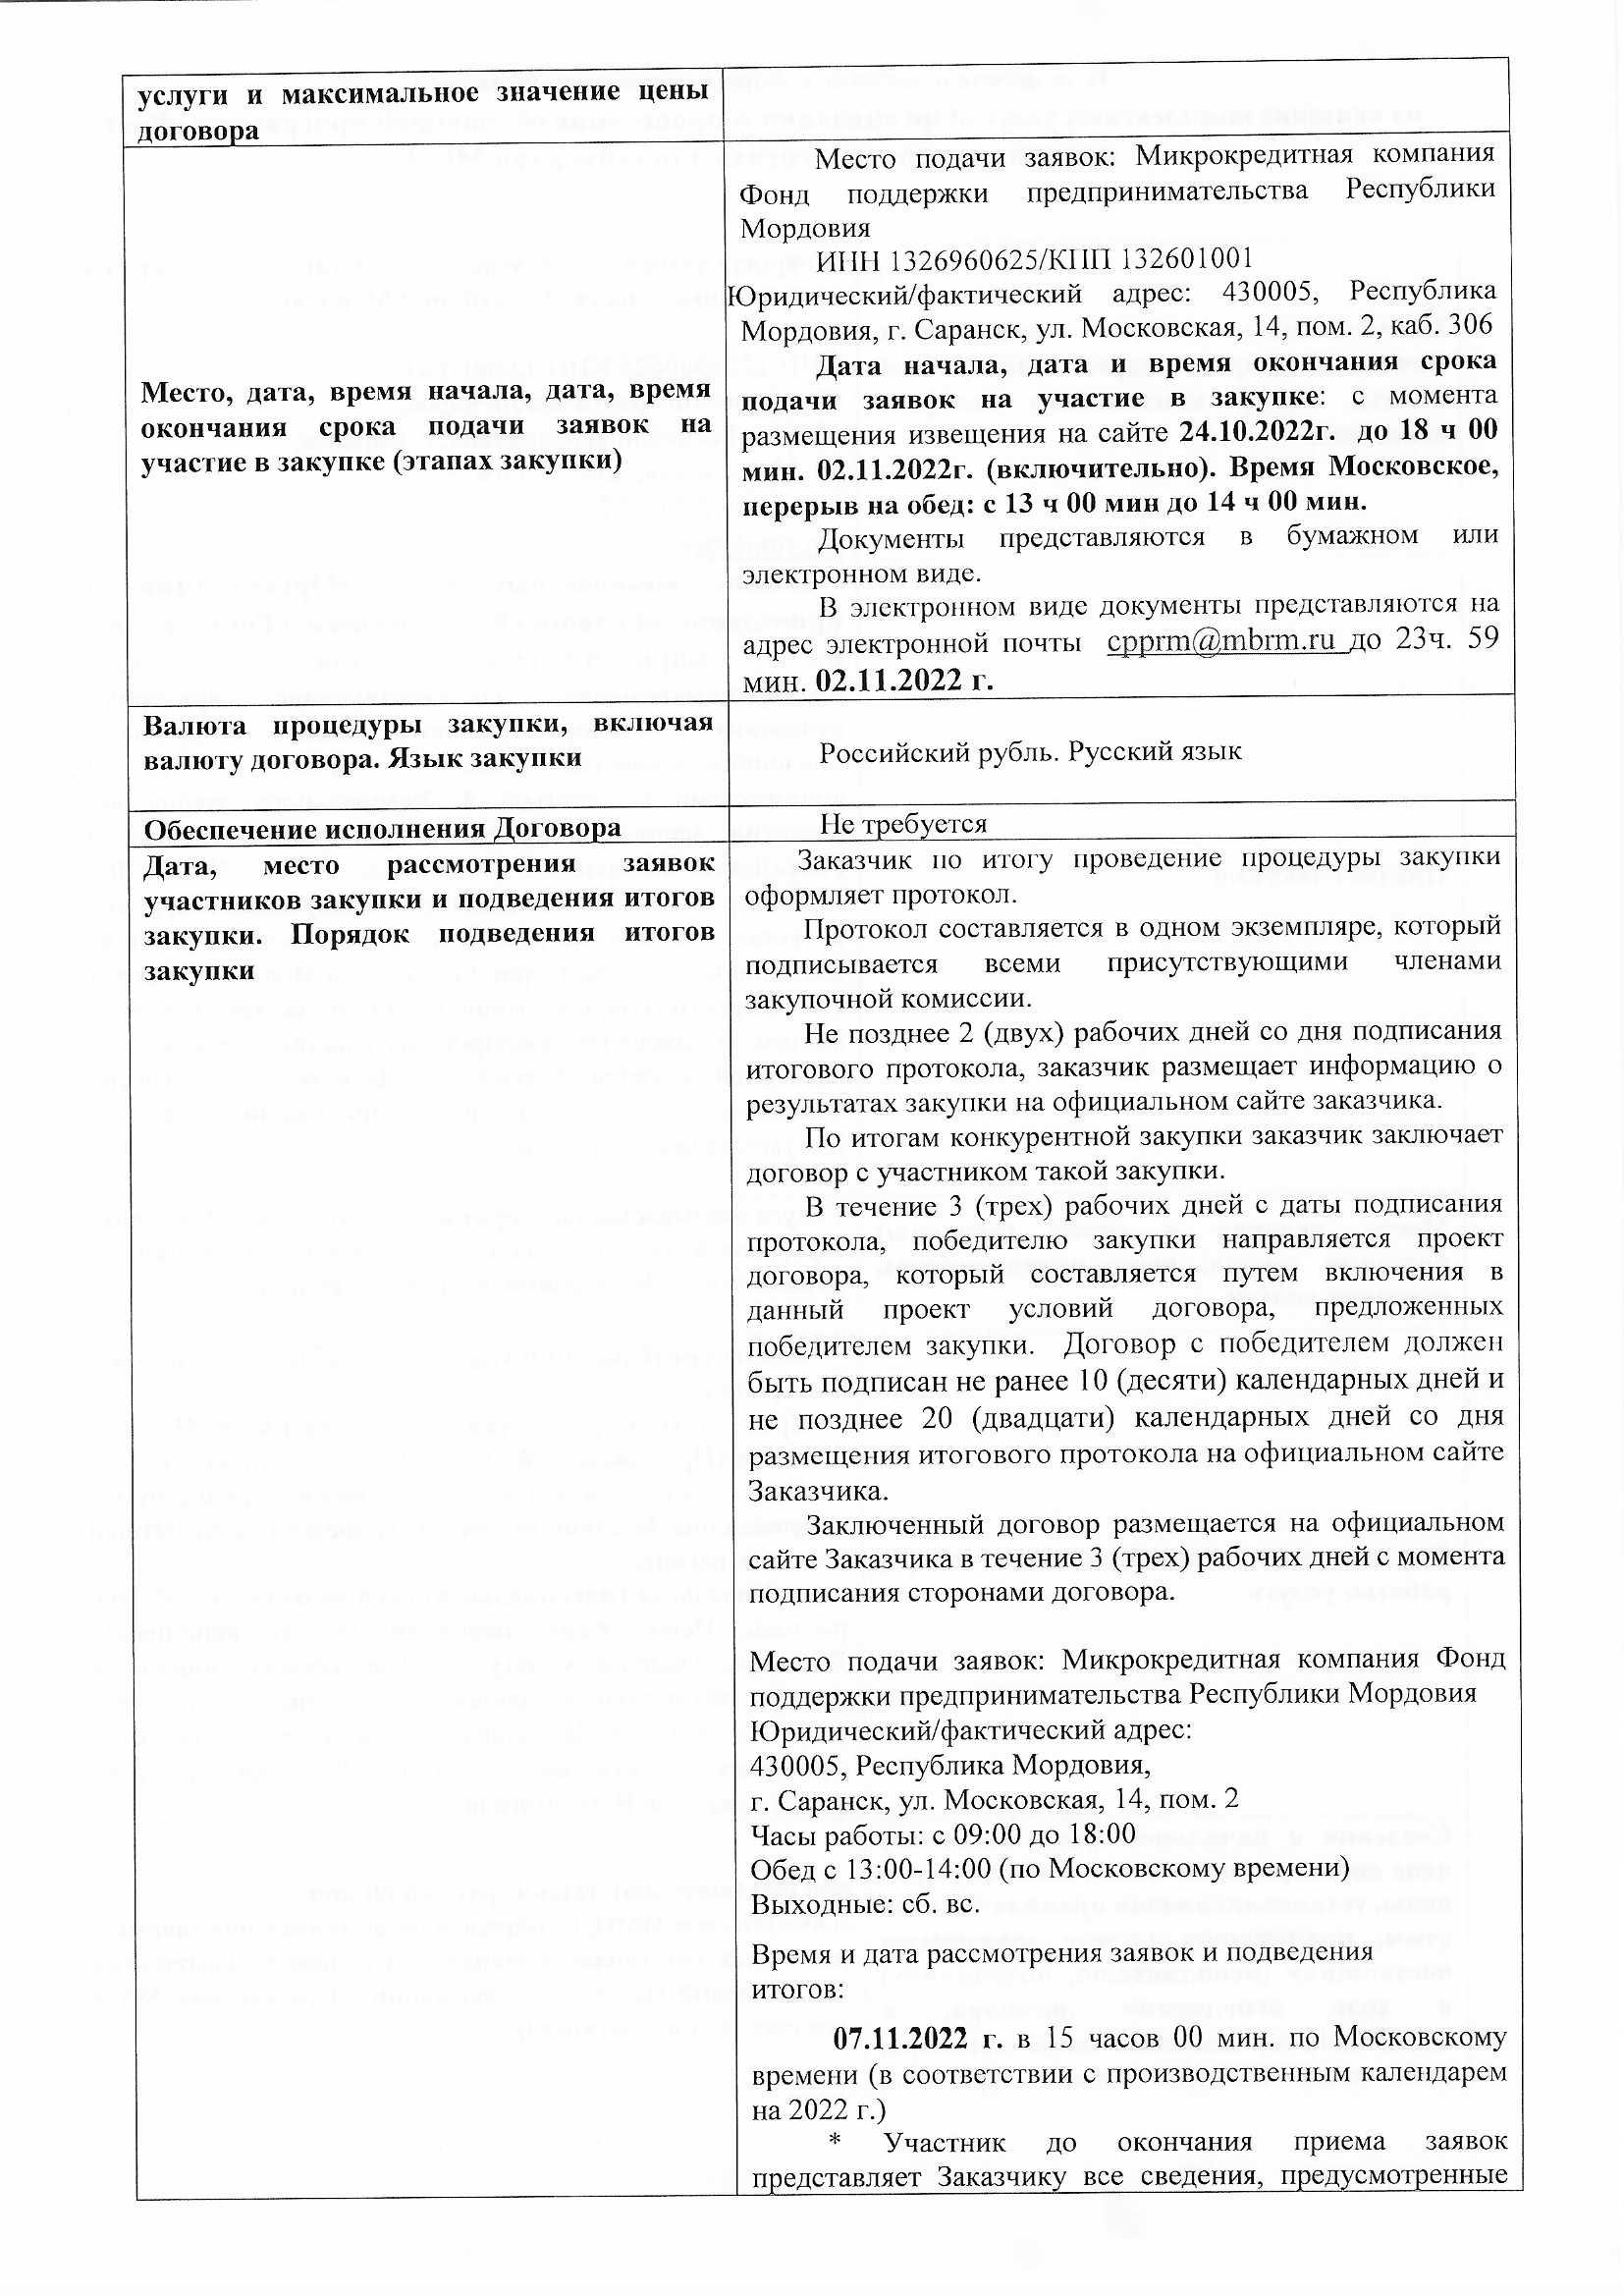 услуги и максимальное значение цены
договора
Место, дата, время начала, дата, время
окончания срока подачи заявок на
участие в закупке (этапах закупки)
Место подачи заявок: Микрокредитная компания
Фонд поддержки предпринимательства Республики
Мордовия
ИНН 1326960625/КПП 132601001
Юридический/фактический адрес: 430005, Республика
Мордовия, г. Саранск, ул. Московская, 14, пом. 2, каб. 306
Дата начала, дата и время окончания срока
подачи заявок на участие в закупке: с момента
размещения извещения на сайте 24.10.2022г. до 18 ч 00
мин. 02.11.2022г. (включительно). Время Московское,
перерыв на обед: с 13 ч 00 мин до 14 ч 00 мин.
Документы представляются в бумажном или
электронном виде.
В электронном виде документы представляются на
адрес электронной почты cpprm@mbrm.ru до 23ч. 59
мин. 02.11.2022 г.
Валюта процедуры закупки, включая
валюту договора. Язык закупки
Российский рубль. Русский язык
Обеспечение исполнения Договора
Не требуется
Дата, место рассмотрения заявок
участников закупки и подведения итогов
закупки. Порядок подведения итогов
закупки
Заказчик по итогу проведение процедуры закупки
оформляет протокол.
Протокол составляется в одном экземпляре, который
подписывается всеми присутствующими членами
закупочной комиссии.
Не позднее 2 (двух) рабочих дней со дня подписания
итогового протокола, заказчик размещает информацию о
результатах закупки на официальном сайте заказчика.
По итогам конкурентной закупки заказчик заключает
договор с участником такой закупки.
В течение 3 (трех) рабочих дней с даты подписания
протокола, победителю закупки направляется проект
договора, который составляется путем включения в
данный проект условий договора, предложенных
победителем закупки. Договор с победителем должен
быть подписан не ранее 10 (десяти) календарных дней и
не позднее 20 (двадцати) календарных дней со дня
размещения итогового протокола на официальном сайте
Заказчика.
Заключенный договор размещается на официальном
сайте Заказчика в течение 3 (трех) рабочих дней с момента
подписания сторонами договора.
Место подачи заявок: Микрокредитная компания Фонд
поддержки предпринимательства Республики Мордовия
Юридический/фактический адрес:
430005, Республика Мордовия,
г. Саранск, ул. Московская, 14, пом. 2
Часы работы: с 09:00 до 18:00
Обед с 13:00-14:00 (по Московскому времени)
Выходные: сб. вс.
Время и дата рассмотрения заявок и подведения
итогов:
07.11.2022 г. в 15 часов 00 мин. по Московскому
времени (в соответствии с производственным календарем
на 2022 г.)
* Участник до окончания приема заявок
представляет Заказчику все сведения, предусмотренные